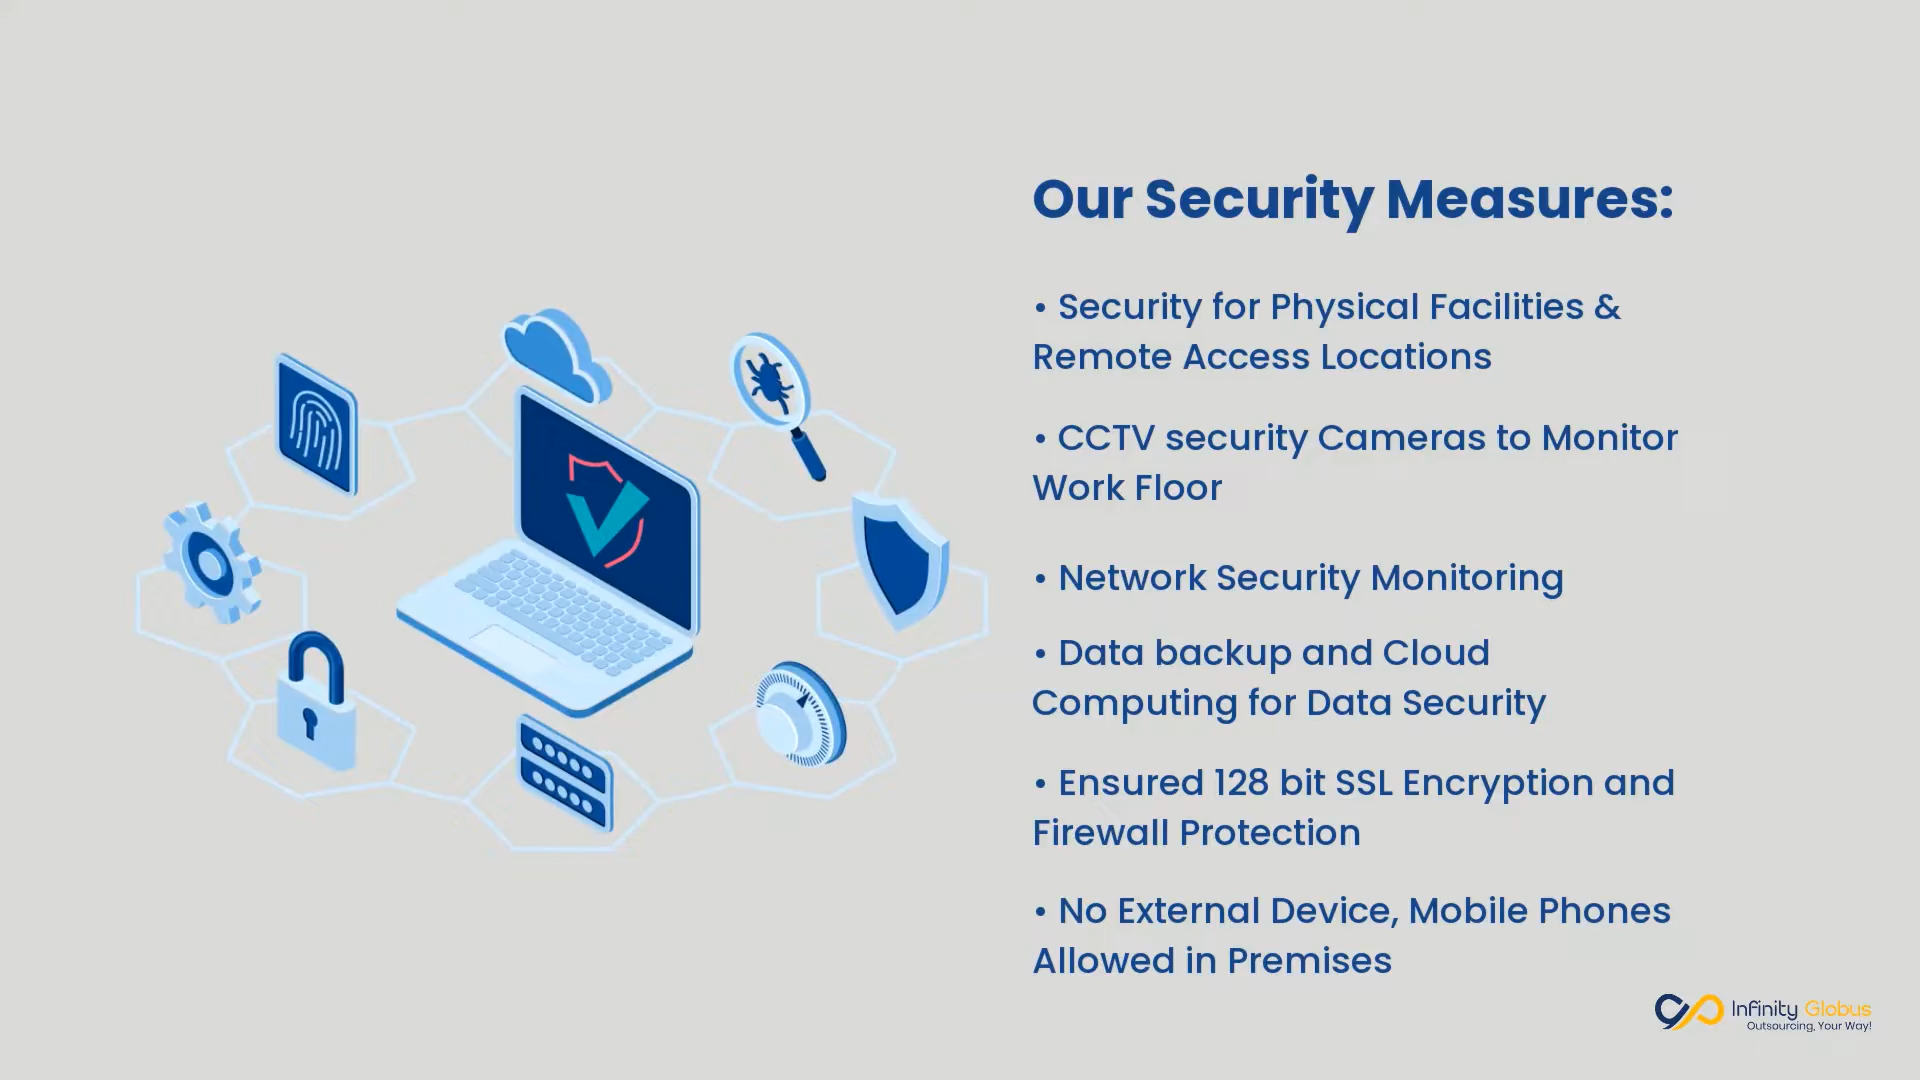 Our Security Measures:
• Security for Physical Facilities &
Remote Access Locations
• CCTV security Cameras to Monitor
Work Floor
• Network Security Monitoring
• Data backup and Cloud
Computing for Data Security
• Ensured 128 bit SSL Encryption and
Firewall Protection
• No External Device, Mobile Phones
Allowed in Premises
Infinity Globus
Outsourcing, Your Way!